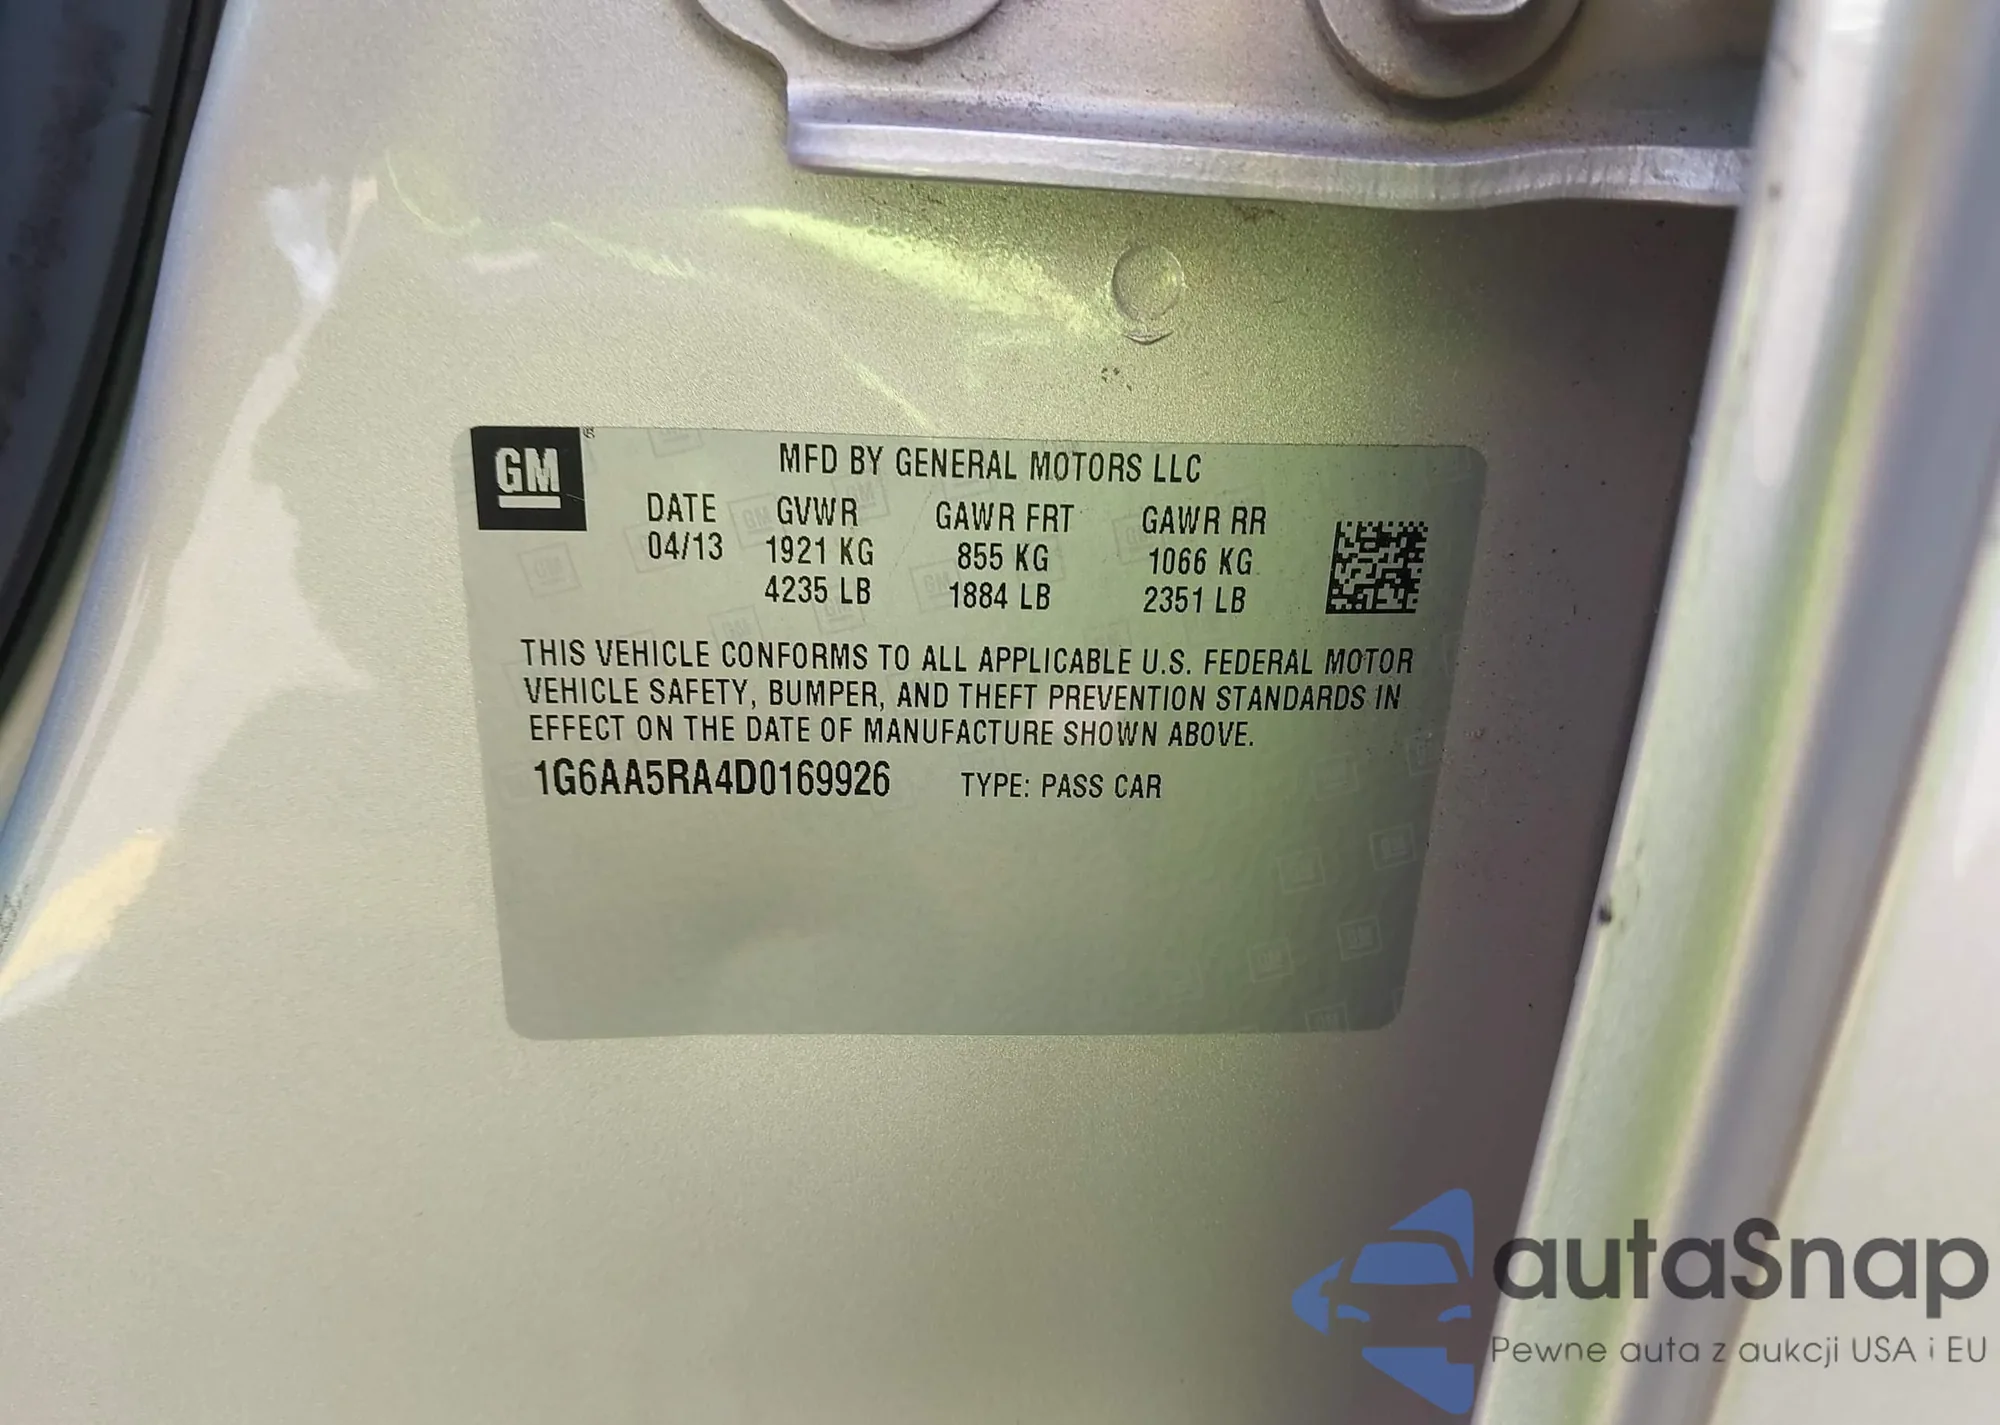 GM
MFD BY GENERAL MOTORS LLC
DATE GVWR GAWR FRT GAWR RR
04/13 1921 KG 855 KG 1066 KG
4235 LB 1884 LB 2351 LB
THIS VEHICLE CONFORMS TO ALL APPLICABLE U.S. FEDERAL MOTOR
VEHICLE SAFETY, BUMPER, AND THEFT PREVENTION STANDARDS IN
EFFECT ON THE DATE OF MANUFACTURE SHOWN ABOVE.
1G6AA5RA4D0169926 TYPE: PASS CAR
autaSnap
Pewne auta z aukcji USA i EU